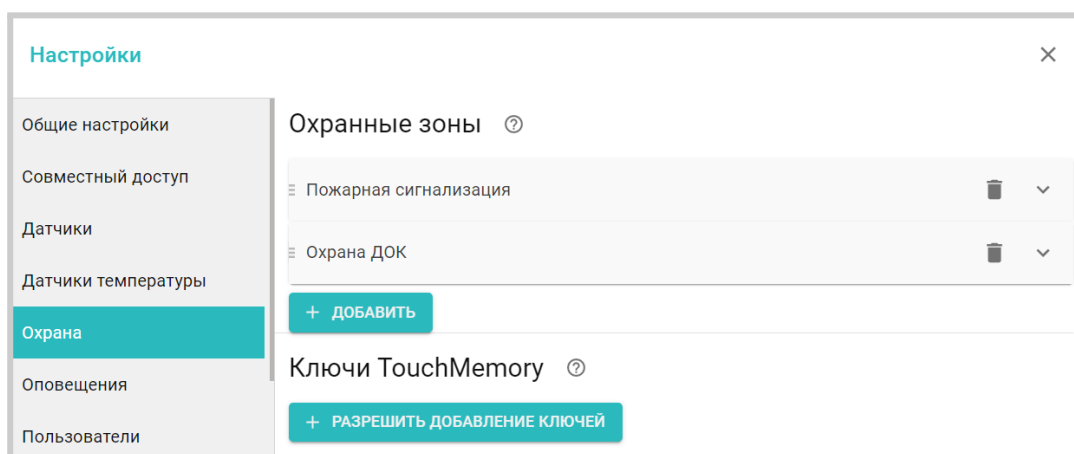 Настройки
Общие настройки
Совместный доступ
Датчики
Датчики температуры
Охрана
Оповещения
Пользователи
Охранные зоны
Пожарная сигнализация
Охрана ДОК
+ ДОБАВИТЬ
Ключи TouchMemory
+ РАЗРЕШИТЬ ДОБАВЛЕНИЕ КЛЮЧЕЙ